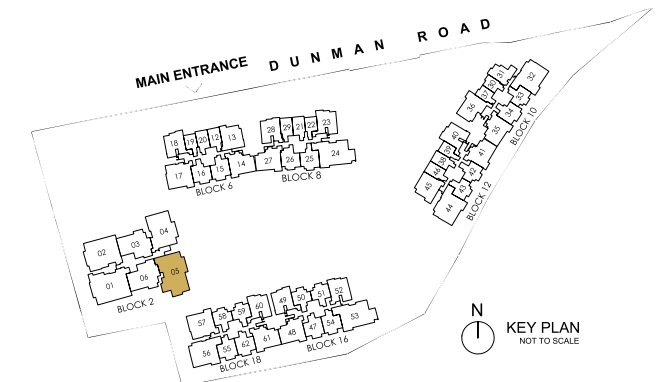 DUNMAN ROAD
MAIN ENTRANCE
18 19 20 12 13
17 16 15 14
BLOCK 6
28 29 21 22 23
27 26 25 24
BLOCK 8
31 32
30
37 33
36 34
35
BLOCK 10
40
39 41
38
46 42
45 43
44
BLOCK 12
04
02 03
01 06 05
BLOCK 2
57 58 59 60
56 55 62 61
BLOCK 18
49 50 51 52
48 47 54 53
BLOCK 16
N
KEY PLAN
NOT TO SCALE